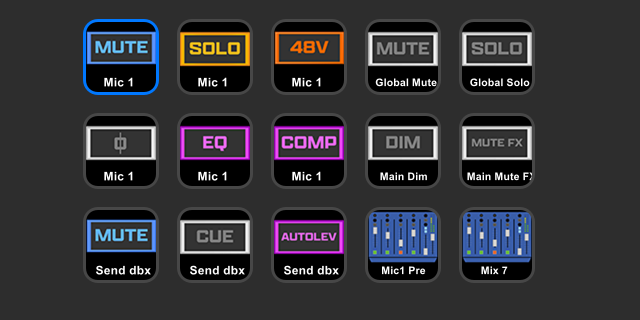 MUTE
Mic 1
SOLO
Mic 1
48V
Mic 1
MUTE
Global Mute
SOLO
Global Solo
Mic 1
EQ
Mic 1
COMP
Mic 1
DIM
Main Dim
MUTE FX
Main Mute FX
MUTE
Send dbx
CUE
Send dbx
AUTOLEV
Send dbx
Mic1 Pre
Mix 7